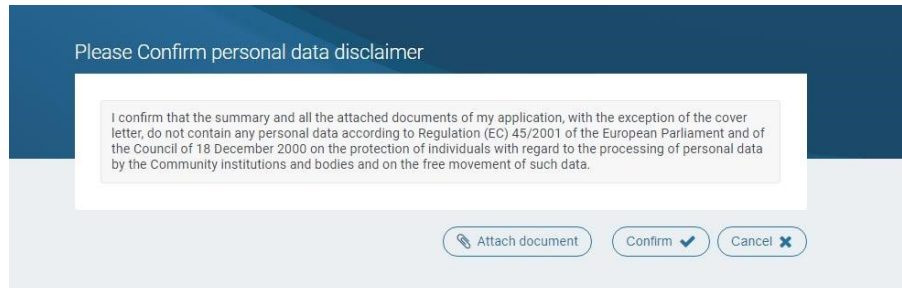 Please Confirm personal data disclaimer
I confirm that the summary and all the attached documents of my application, with the exception of the cover
letter, do not contain any personal data according to Regulation (EC) 45/2001 of the European Parliament and of
the Council of 18 December 2000 on the protection of individuals with regard to the processing of personal data
by the Community institutions and bodies and on the free movement of such data.
Attach document Confirm Cancel